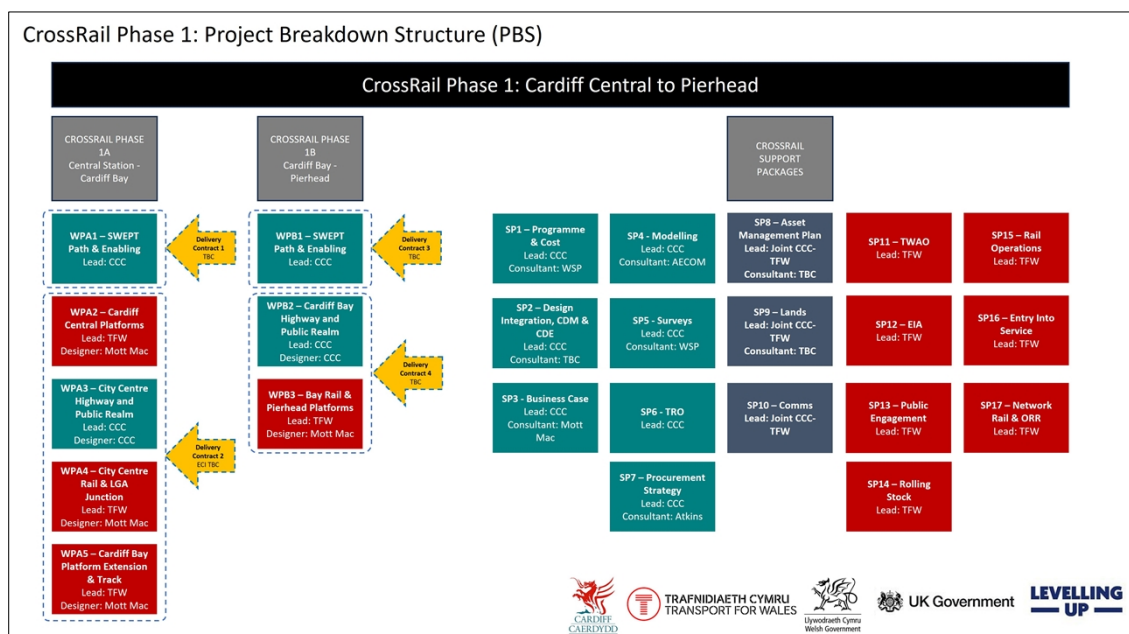 CrossRail Phase 1: Project Breakdown Structure (PBS)
CrossRail Phase 1: Cardiff Central to Pierhead
CROSSRAIL PHASE
1A
Central Station -
Cardiff Bay
WPA1 – SWEPT
Path & Enabling
Lead: CCC
Delivery
Contract 1
TBC
WPA2 – Cardiff
Central Platforms
Lead: TFW
Designer: Mott Mac
WPA3 – City Centre
Highway and
Public Realm
Lead: CCC
Designer: CCC
WPA4 – City Centre
Rail & LGA
Junction
Lead: TFW
Designer: Mott Mac
WPA5 – Cardiff Bay
Platform Extension
& Track
Lead: TFW
Designer: Mott Mac
Delivery
Contract 2
ECI TBC
CROSSRAIL PHASE
1B
Cardiff Bay -
Pierhead
WPB1 – SWEPT
Path & Enabling
Lead: CCC
Delivery
Contract 3
TBC
WPB2 – Cardiff Bay
Highway and
Public Realm
Lead: CCC
Designer: CCC
WPB3 – Bay Rail &
Pierhead Platforms
Lead: TFW
Designer: Mott Mac
Delivery
Contract 4
TBC
CROSSRAIL
SUPPORT
PACKAGES
SP1 – Programme
& Cost
Lead: CCC
Consultant: WSP
SP2 – Design
Integration, CDM &
CDE
Lead: CCC
Consultant: TBC
SP3 - Business Case
Lead: CCC
Consultant: Mott
Mac
SP4 - Modelling
Lead: CCC
Consultant: AECOM
SP5 - Surveys
Lead: CCC
Consultant: WSP
SP6 - TRO
Lead: CCC
SP7 – Procurement
Strategy
Lead: CCC
Consultant: Atkins
SP8 – Asset
Management Plan
Lead: Joint CCC-
TFW
Consultant: TBC
SP9 – Lands
Lead: Joint CCC-
TFW
Consultant: TBC
SP10 – Comms
Lead: Joint CCC-
TFW
SP11 – TWAO
Lead: TFW
SP12 – EIA
Lead: TFW
SP13 – Public
Engagement
Lead: TFW
SP14 – Rolling
Stock
Lead: TFW
SP15 – Rail
Operations
Lead: TFW
SP16 – Entry Into
Service
Lead: TFW
SP17 – Network
Rail & ORR
Lead: TFW
CARDIFF
CAERDYDD
TRAFNIDIAETH CYMRU
TRANSPORT FOR WALES
Llywodraeth Cymru
Welsh Government
UK Government
LEVELLING
UP